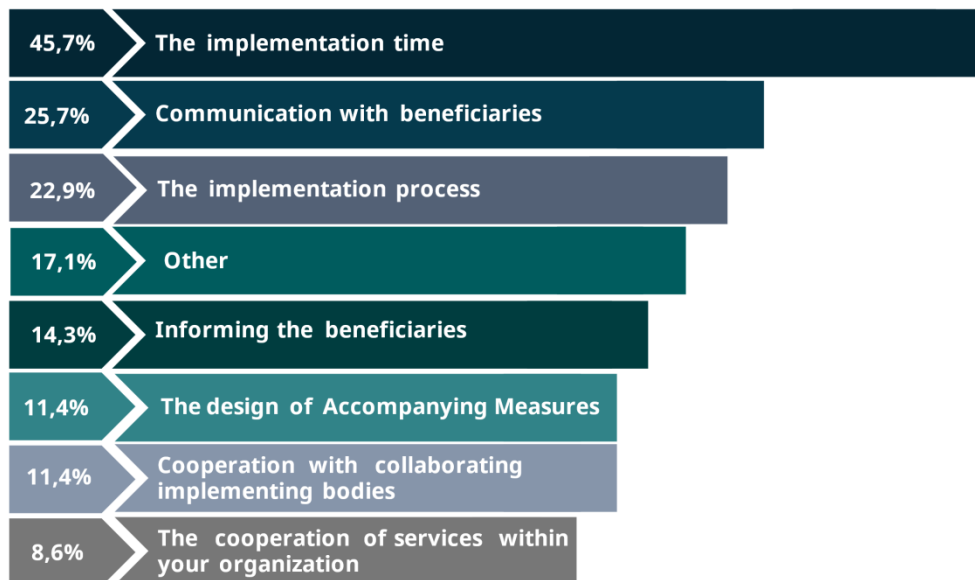 45,7% The implementation time
25,7% Communication with beneficiaries
22,9% The implementation process
17,1% Other
14,3% Informing the beneficiaries
11,4% The design of Accompanying Measures
11,4% Cooperation with collaborating
implementing bodies
8,6% The cooperation of services within
your organization